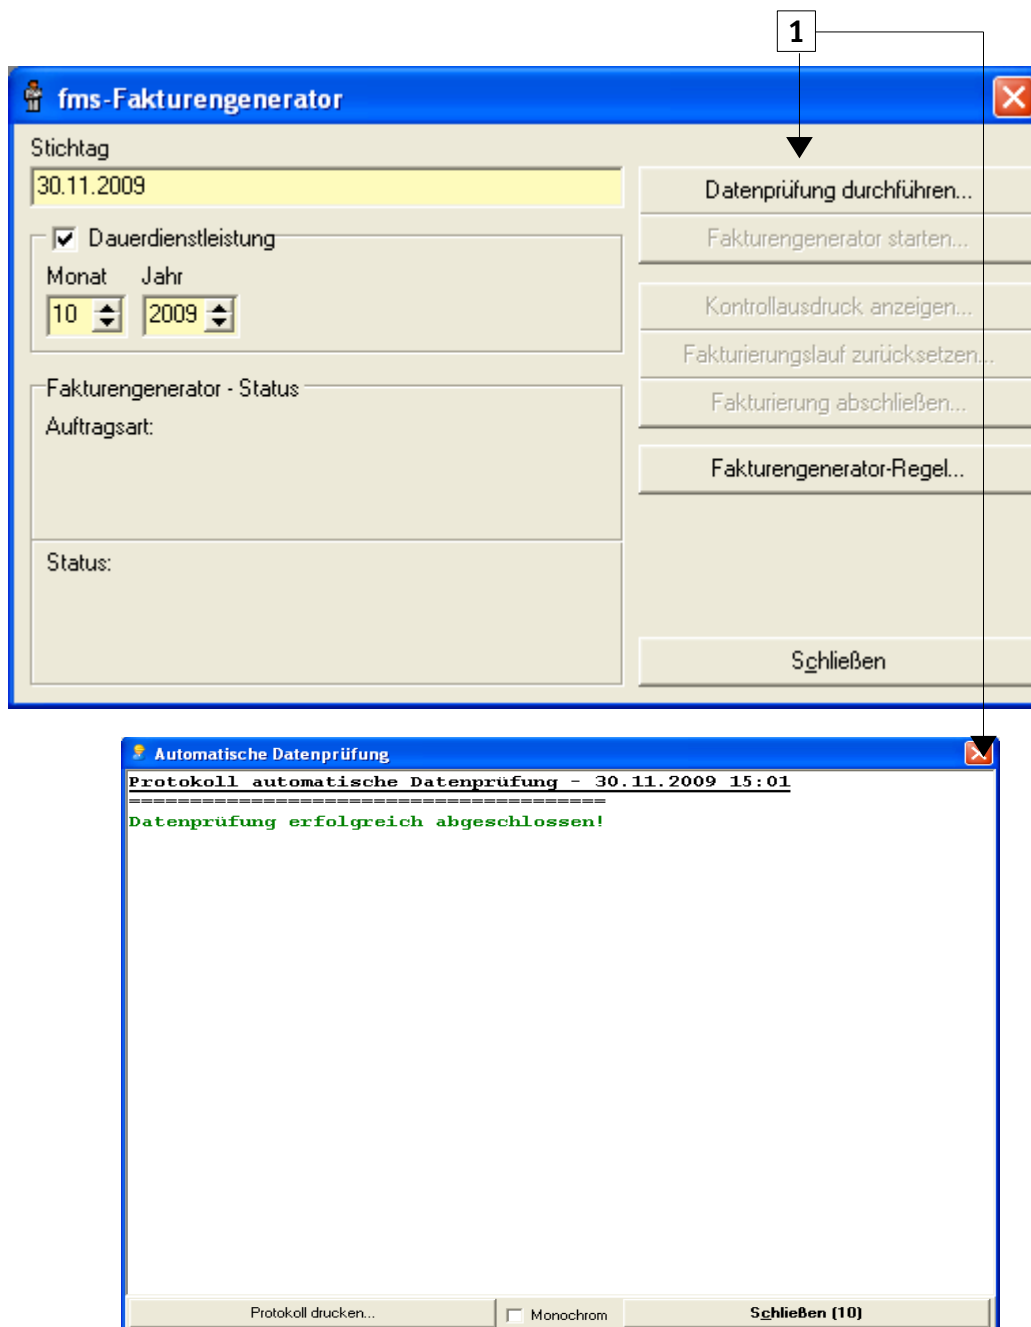 1
fms-Fakturengenerator
Stichtag
30.11.2009
Datenprüfung durchführen...
Dauerdienstleistung
Fakturengenerator starten...
Monat Jahr
10 2009
Kontrollausdruck anzeigen...
Fakturierungslauf zurücksetzen...
Fakturengenerator - Status
Fakturierung abschließen...
Auftragsart:
Fakturengenerator-Regel...
Status:
Schließen
Automatische Datenprüfung
Protokoll automatische Datenprüfung - 30.11.2009 15:01
=======================================
Datenprüfung erfolgreich abgeschlossen!
Protokoll drucken... Monochrom Schließen (10)